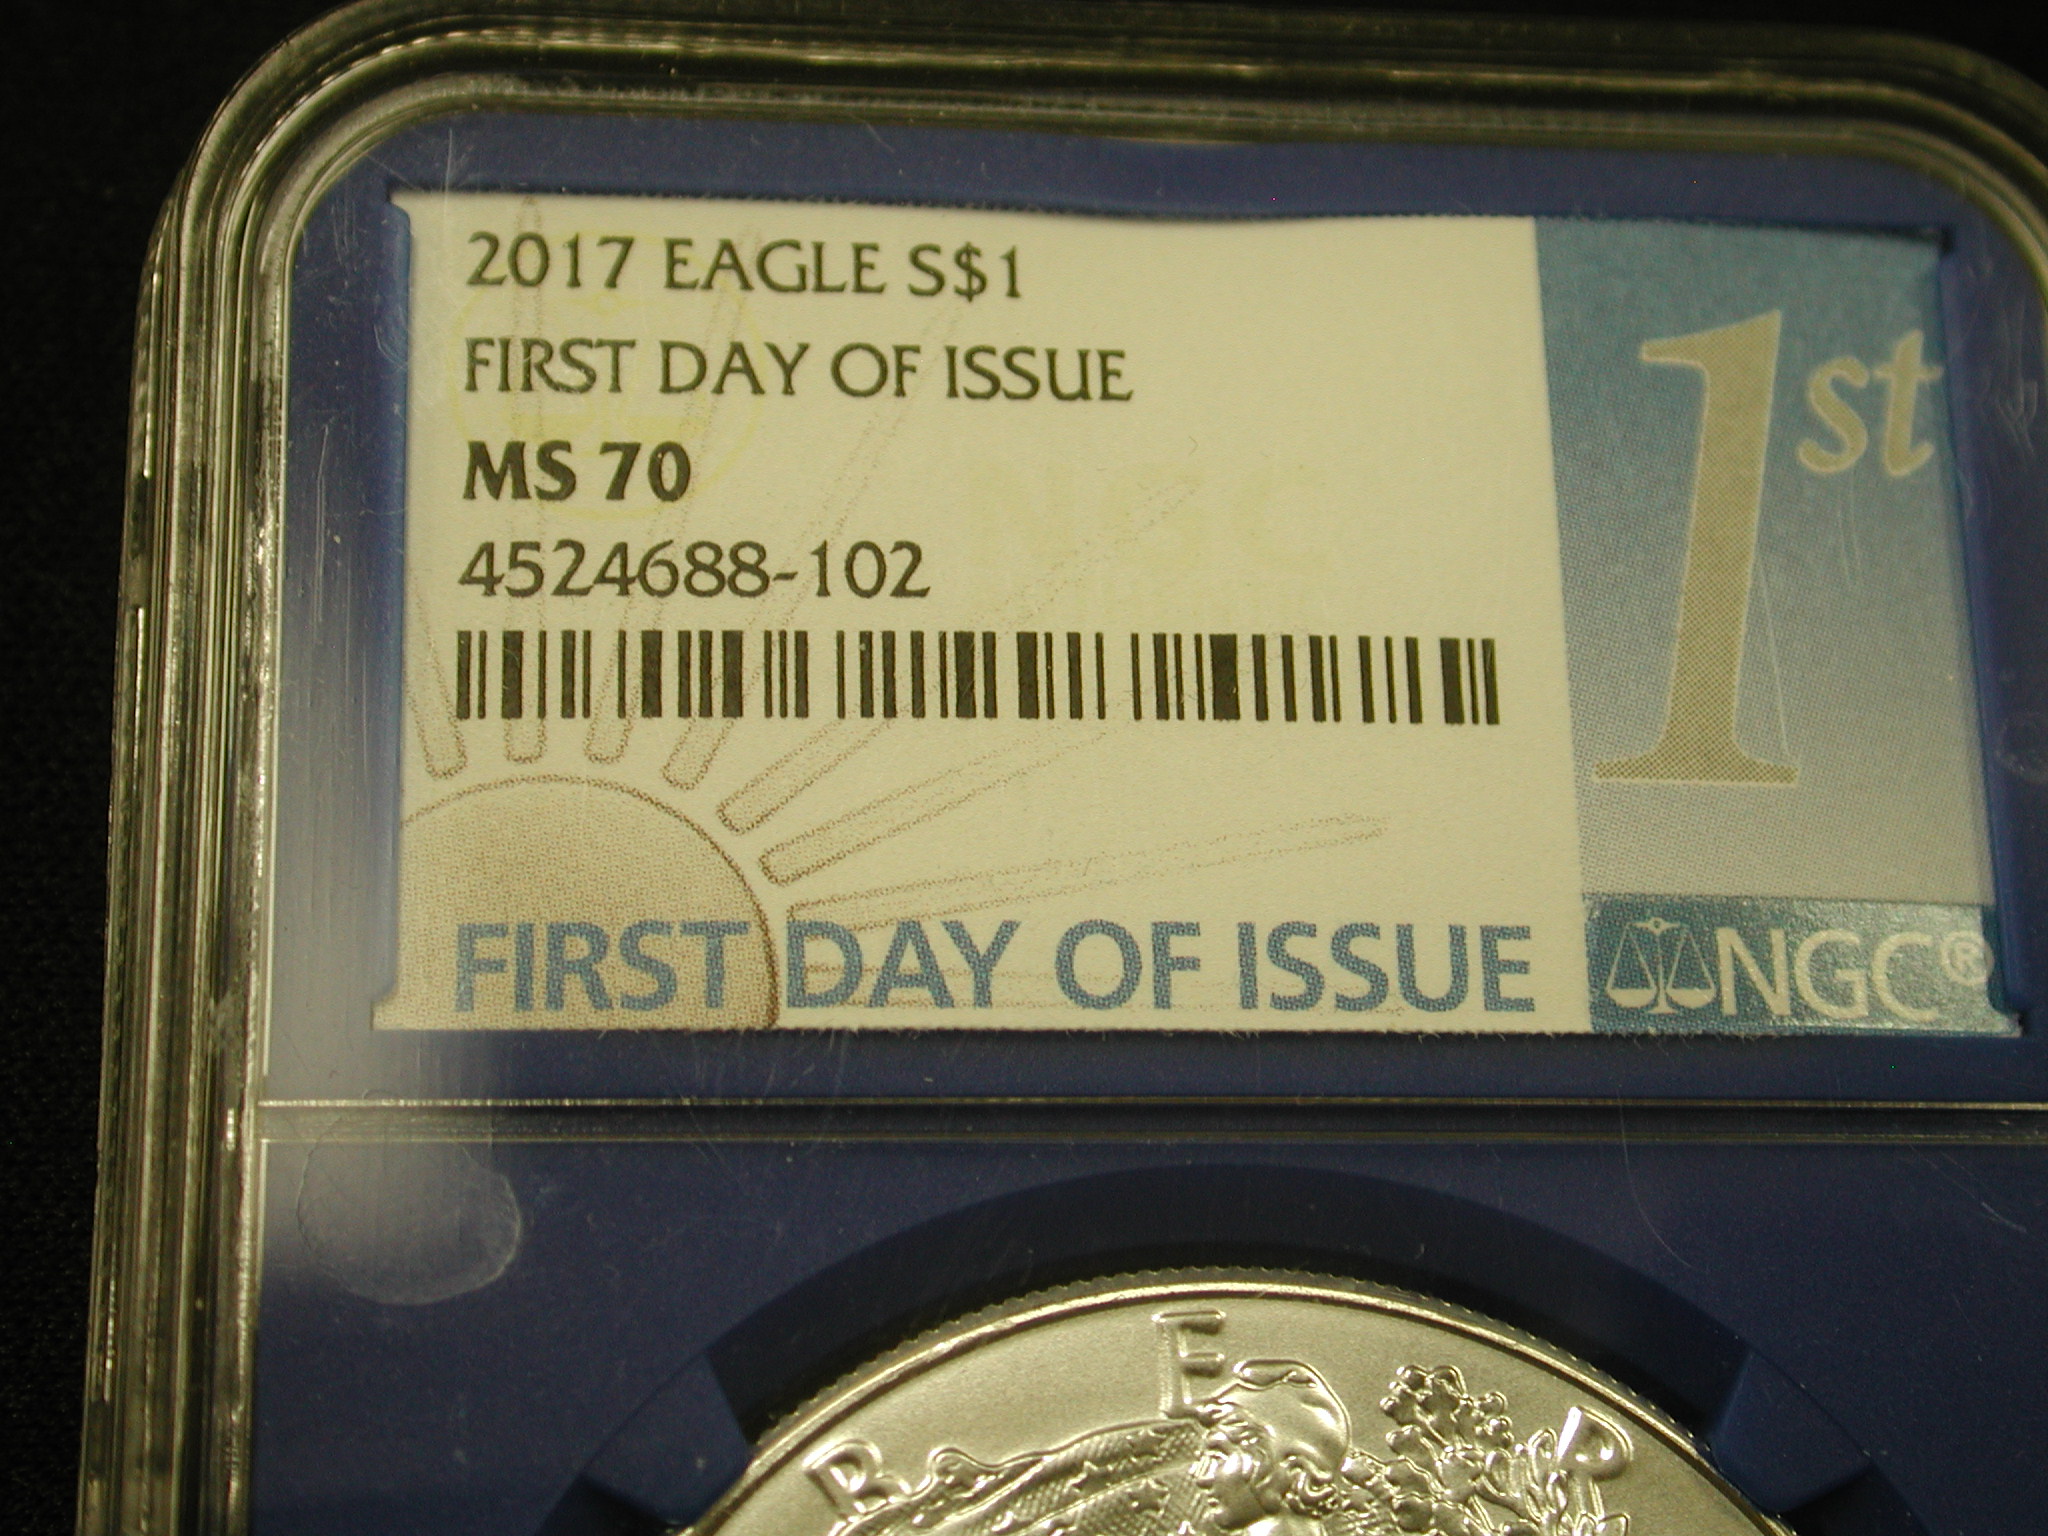 2017 EAGLE S$1
FIRST DAY OF ISSUE
MS 70
4524688-102
1st
FIRST DAY OF ISSUE
NGC®
B E R